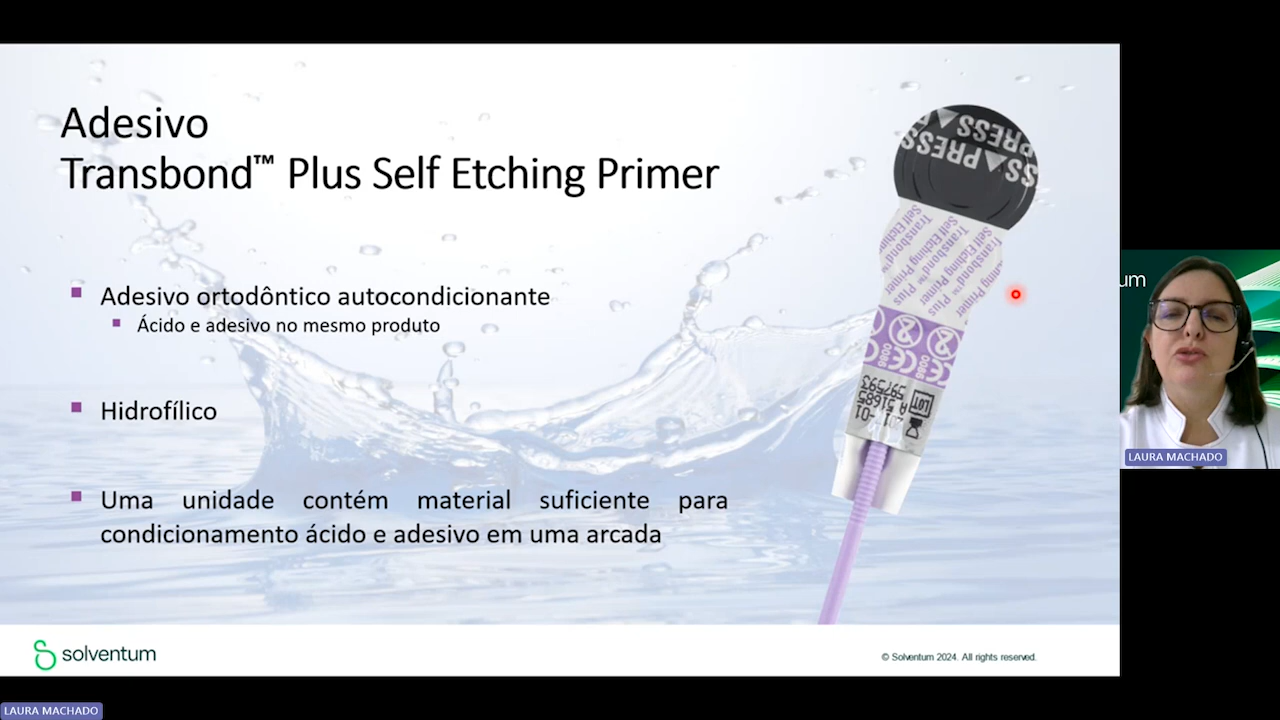 Adesivo
Transbond™ Plus Self Etching Primer
▪ Adesivo ortodôntico autocondicionante
▪ Ácido e adesivo no mesmo produto
▪ Hidrofílico
▪ Uma unidade contém material suficiente para
condicionamento ácido e adesivo em uma arcada
PRESS
PRESS
Transbond™ Plus
Self Etching Primer
0086
LOT
solventum
© Solventum 2024. All rights reserved.
um
LAURA MACHADO
LAURA MACHADO